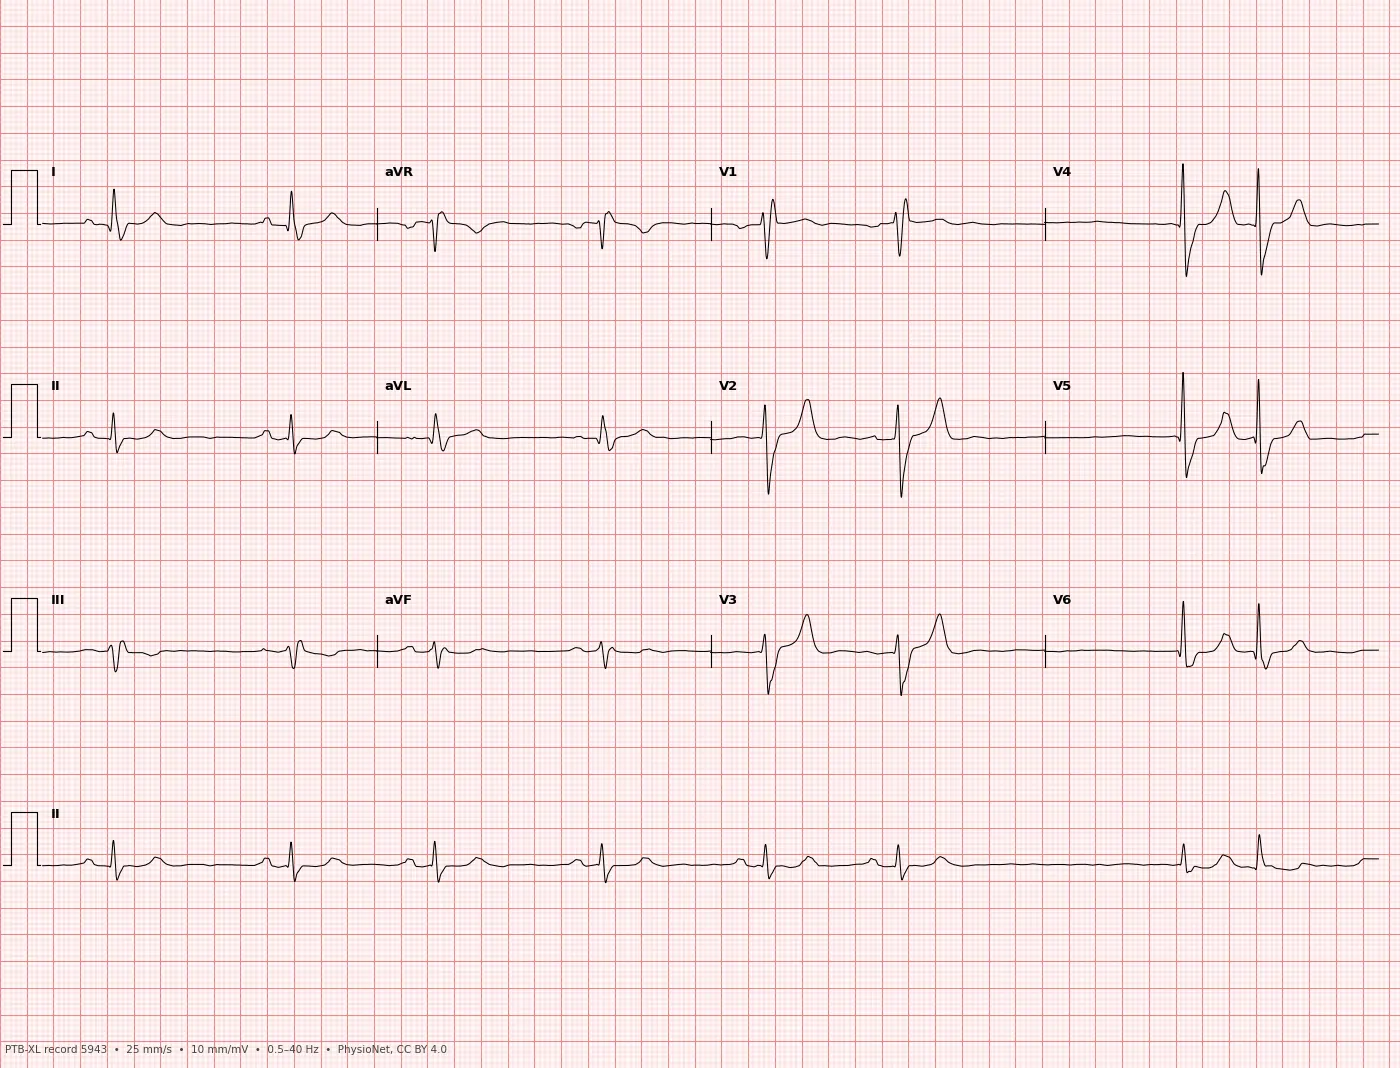 I aVR V1 V4
II aVL V2 V5
III aVF V3 V6
II
PTB-XL record 5943 • 25 mm/s • 10 mm/mV • 0.5–40 Hz • PhysioNet, CC BY 4.0